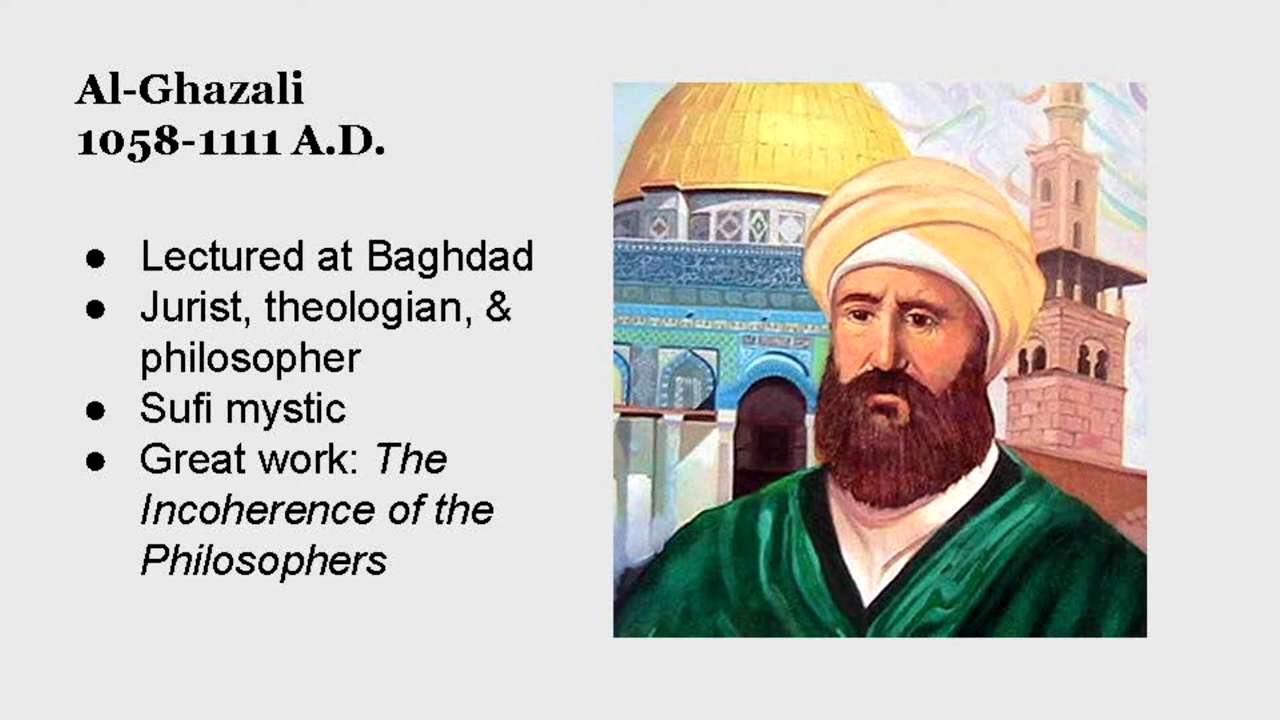 Al-Ghazali
1058-1111 A.D.
● Lectured at Baghdad
● Jurist, theologian, &
philosopher
● Sufi mystic
● Great work: The
Incoherence of the
Philosophers